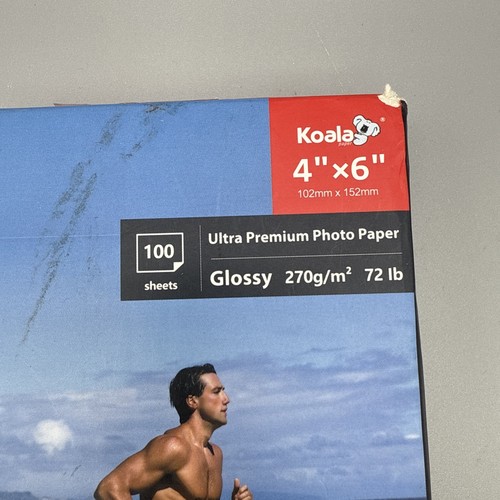 Koala®
paper
4"×6"
102mm x 152mm
100
sheets
Ultra Premium Photo Paper
Glossy 270g/m² 72 lb